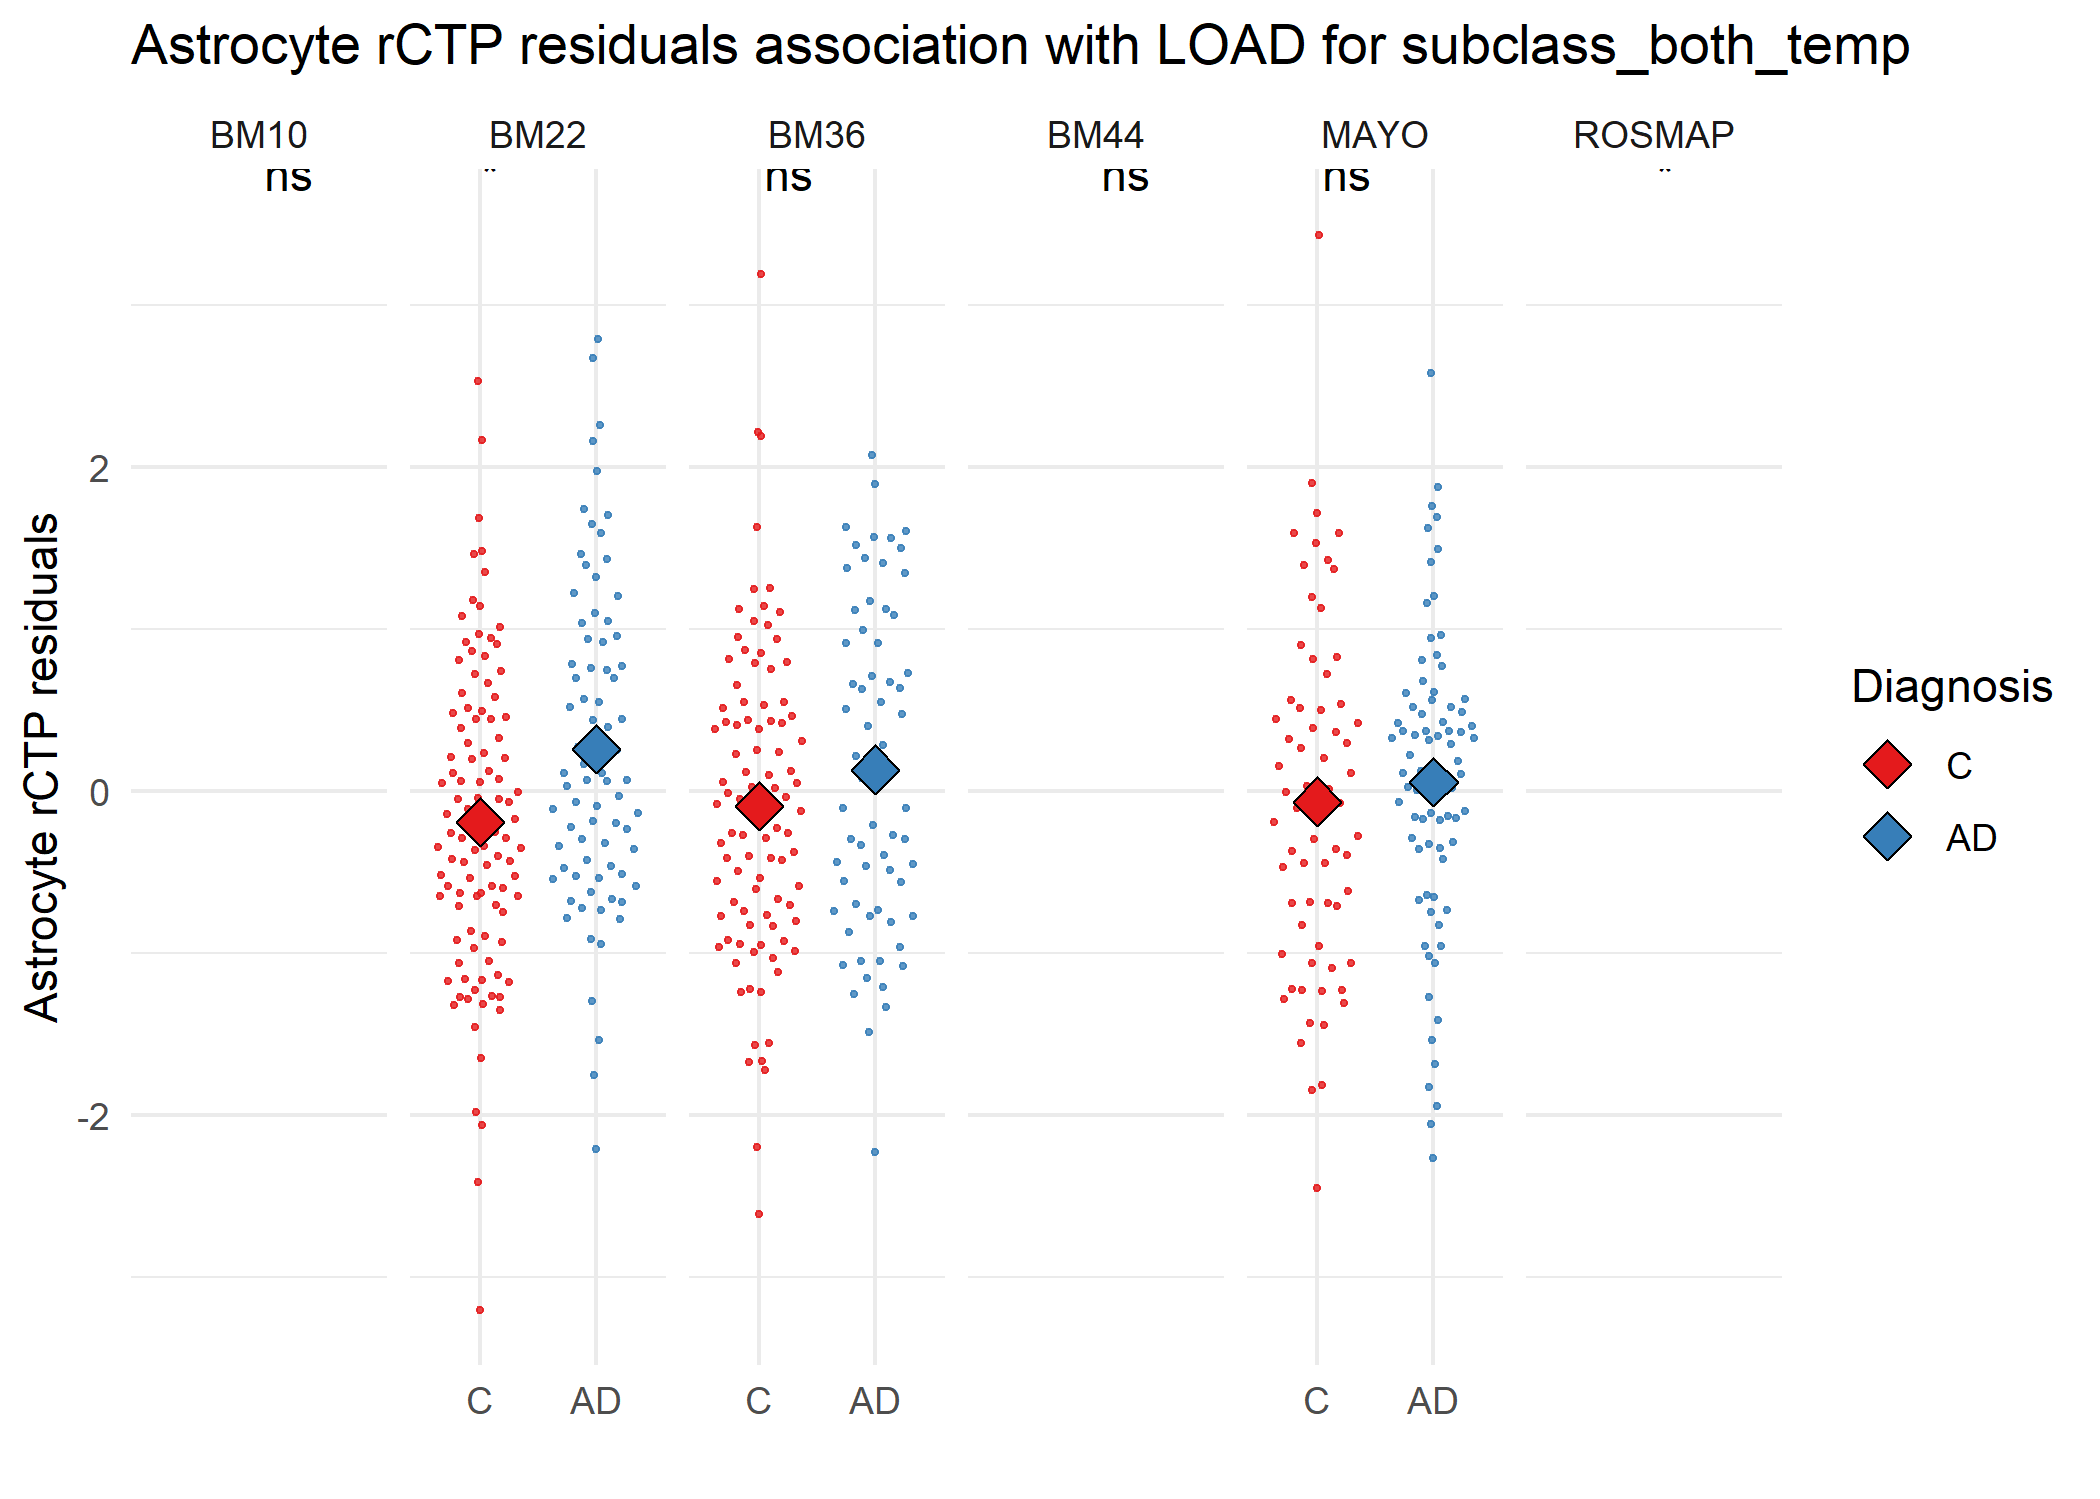 Astrocyte rCTP residuals association with LOAD for subclass_both_temp
BM10 BM22 BM36 BM44 MAYO ROSMAP
ns * ns ns ns *
2
0
-2
Astrocyte rCTP residuals
C AD C AD C AD
Diagnosis
C
AD